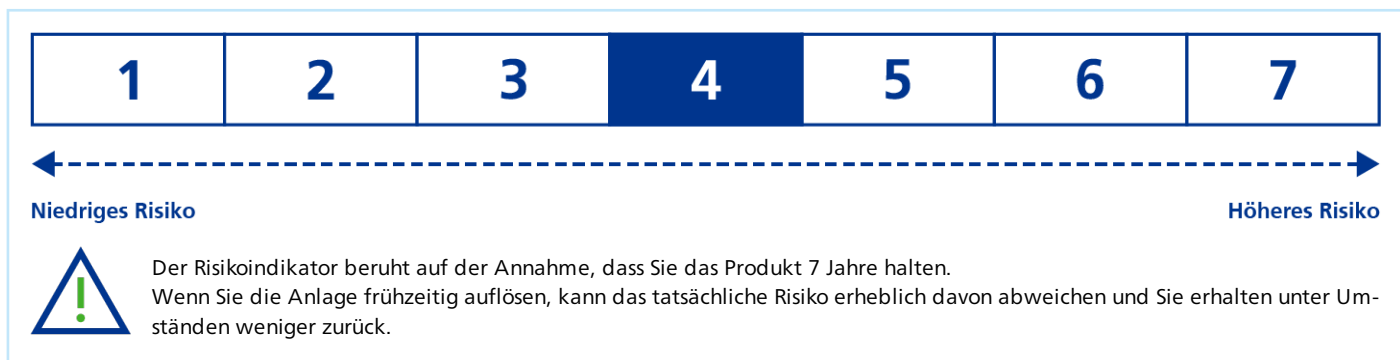 1 2 3 4 5 6 7
Niedriges Risiko Höheres Risiko
Der Risikoindikator beruht auf der Annahme, dass Sie das Produkt 7 Jahre halten.
Wenn Sie die Anlage frühzeitig auflösen, kann das tatsächliche Risiko erheblich davon abweichen und Sie erhalten unter Um-
ständen weniger zurück.